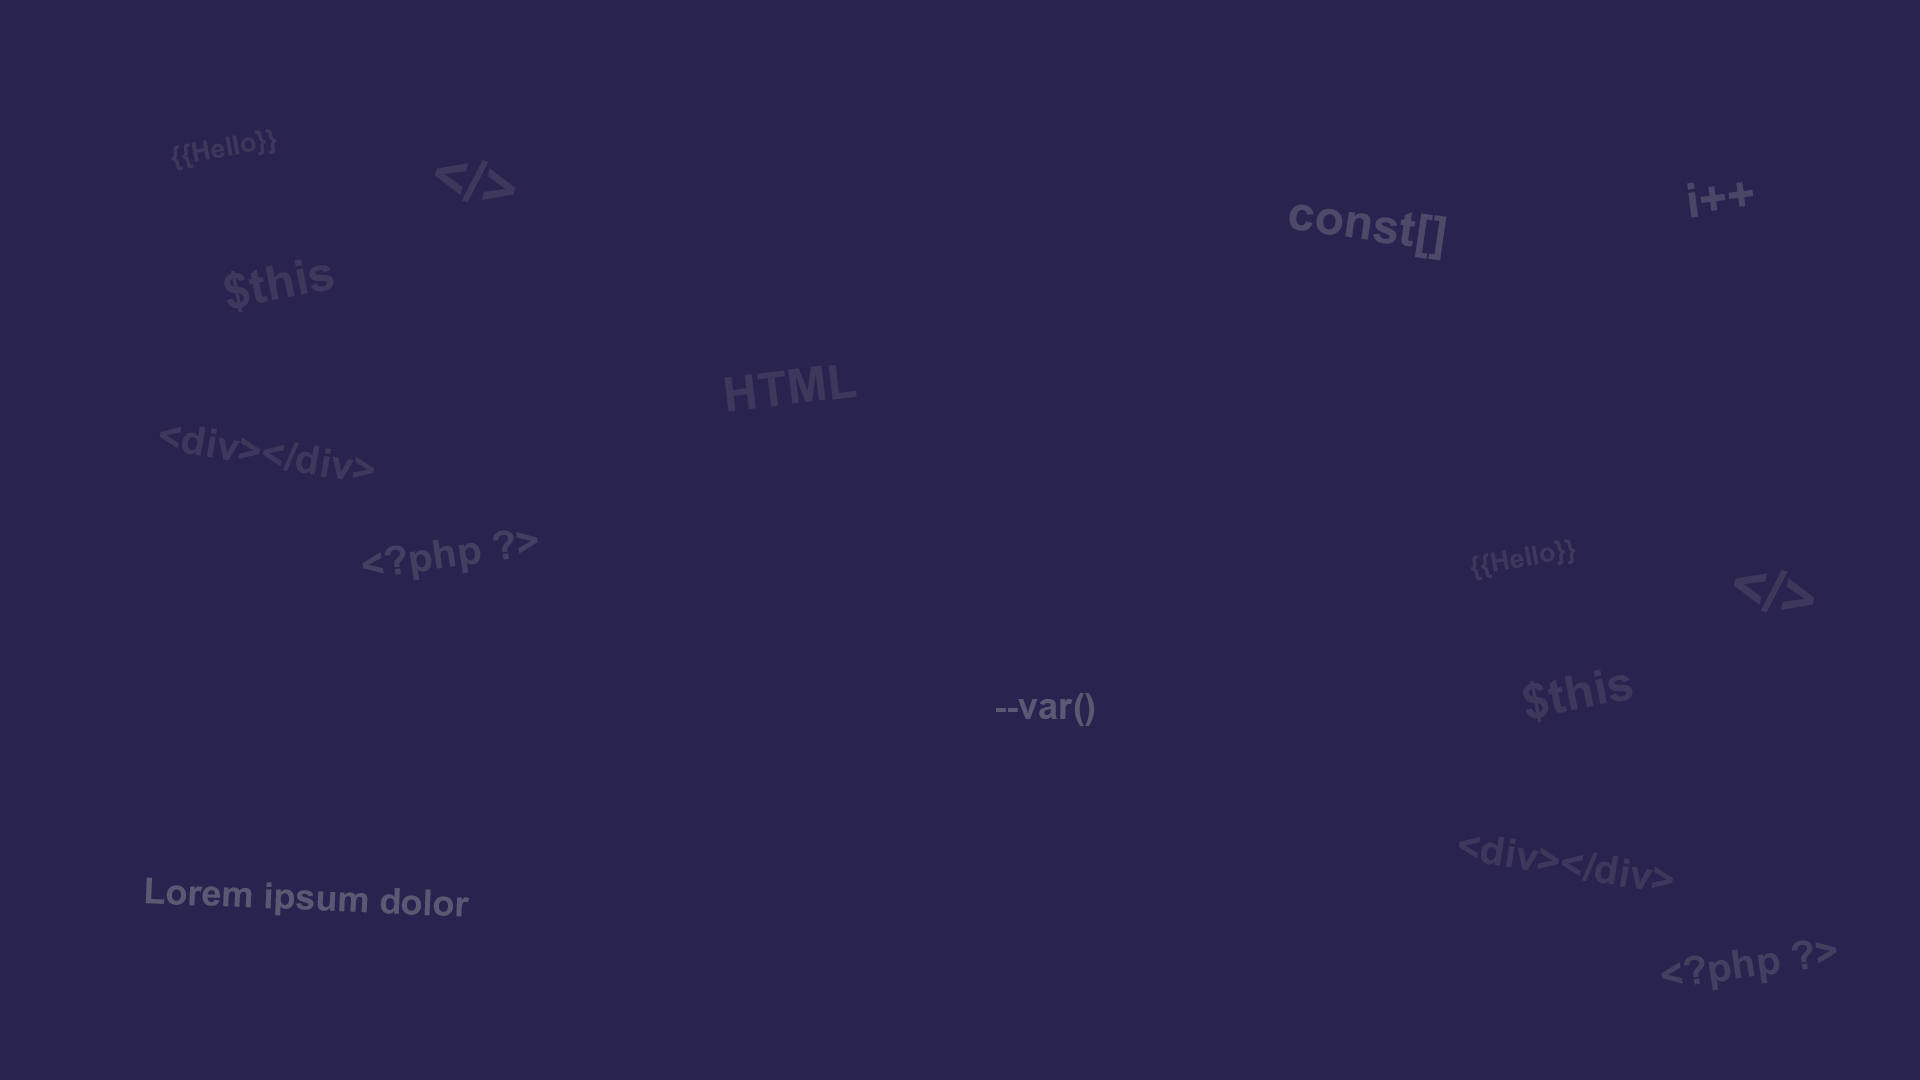 {{Hello}}
</>
i++
const[]
$this
HTML
<div></div>
<?php ?>
{{Hello}}
</>
$this
--var()
<div></div>
Lorem ipsum dolor
<?php ?>